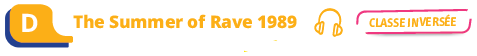 D The Summer of Rave 1989 CLASSE INVERSÉE